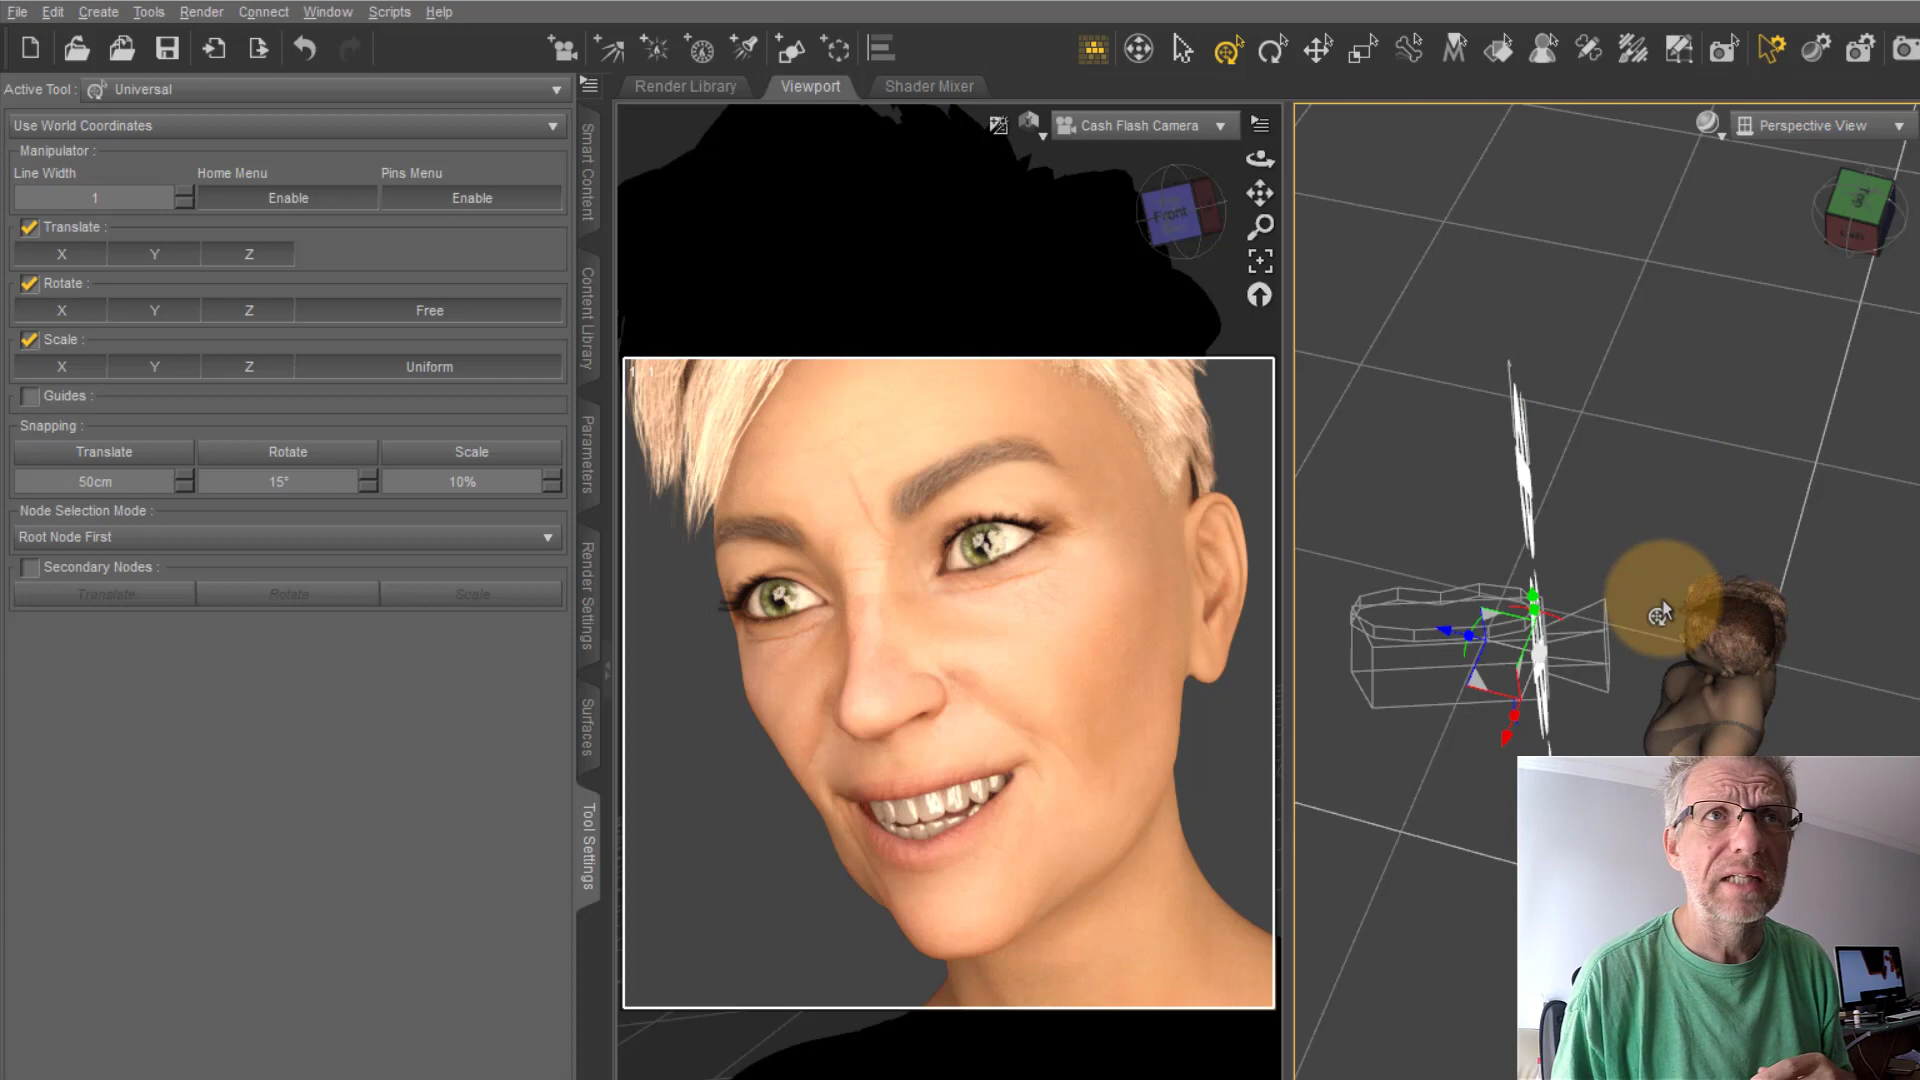 File Edit Create Tools Render Connect Window Scripts Help
Active Tool : Universal
Render Library Viewport Shader Mixer
Use World Coordinates
Cash Flash Camera
Perspective View
Manipulator :
Line Width Home Menu Pins Menu
1 Enable Enable
Translate :
X Y Z
Rotate :
X Y Z Free
Scale :
X Y Z Uniform
Guides :
Snapping :
Translate Rotate Scale
50cm 15° 10%
Node Selection Mode :
Root Node First
Secondary Nodes :
Translate Rotate Scale
Smart Content
Content Library
Parameters
Render Settings
Surfaces
Tool Settings
Front
Top